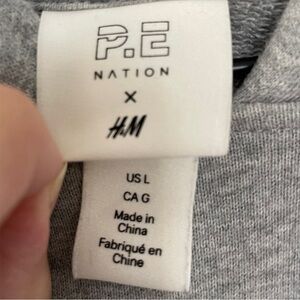 P.E
NATION
X
H&M
US L
CA G
Made in
China
Fabriqué en
Chine